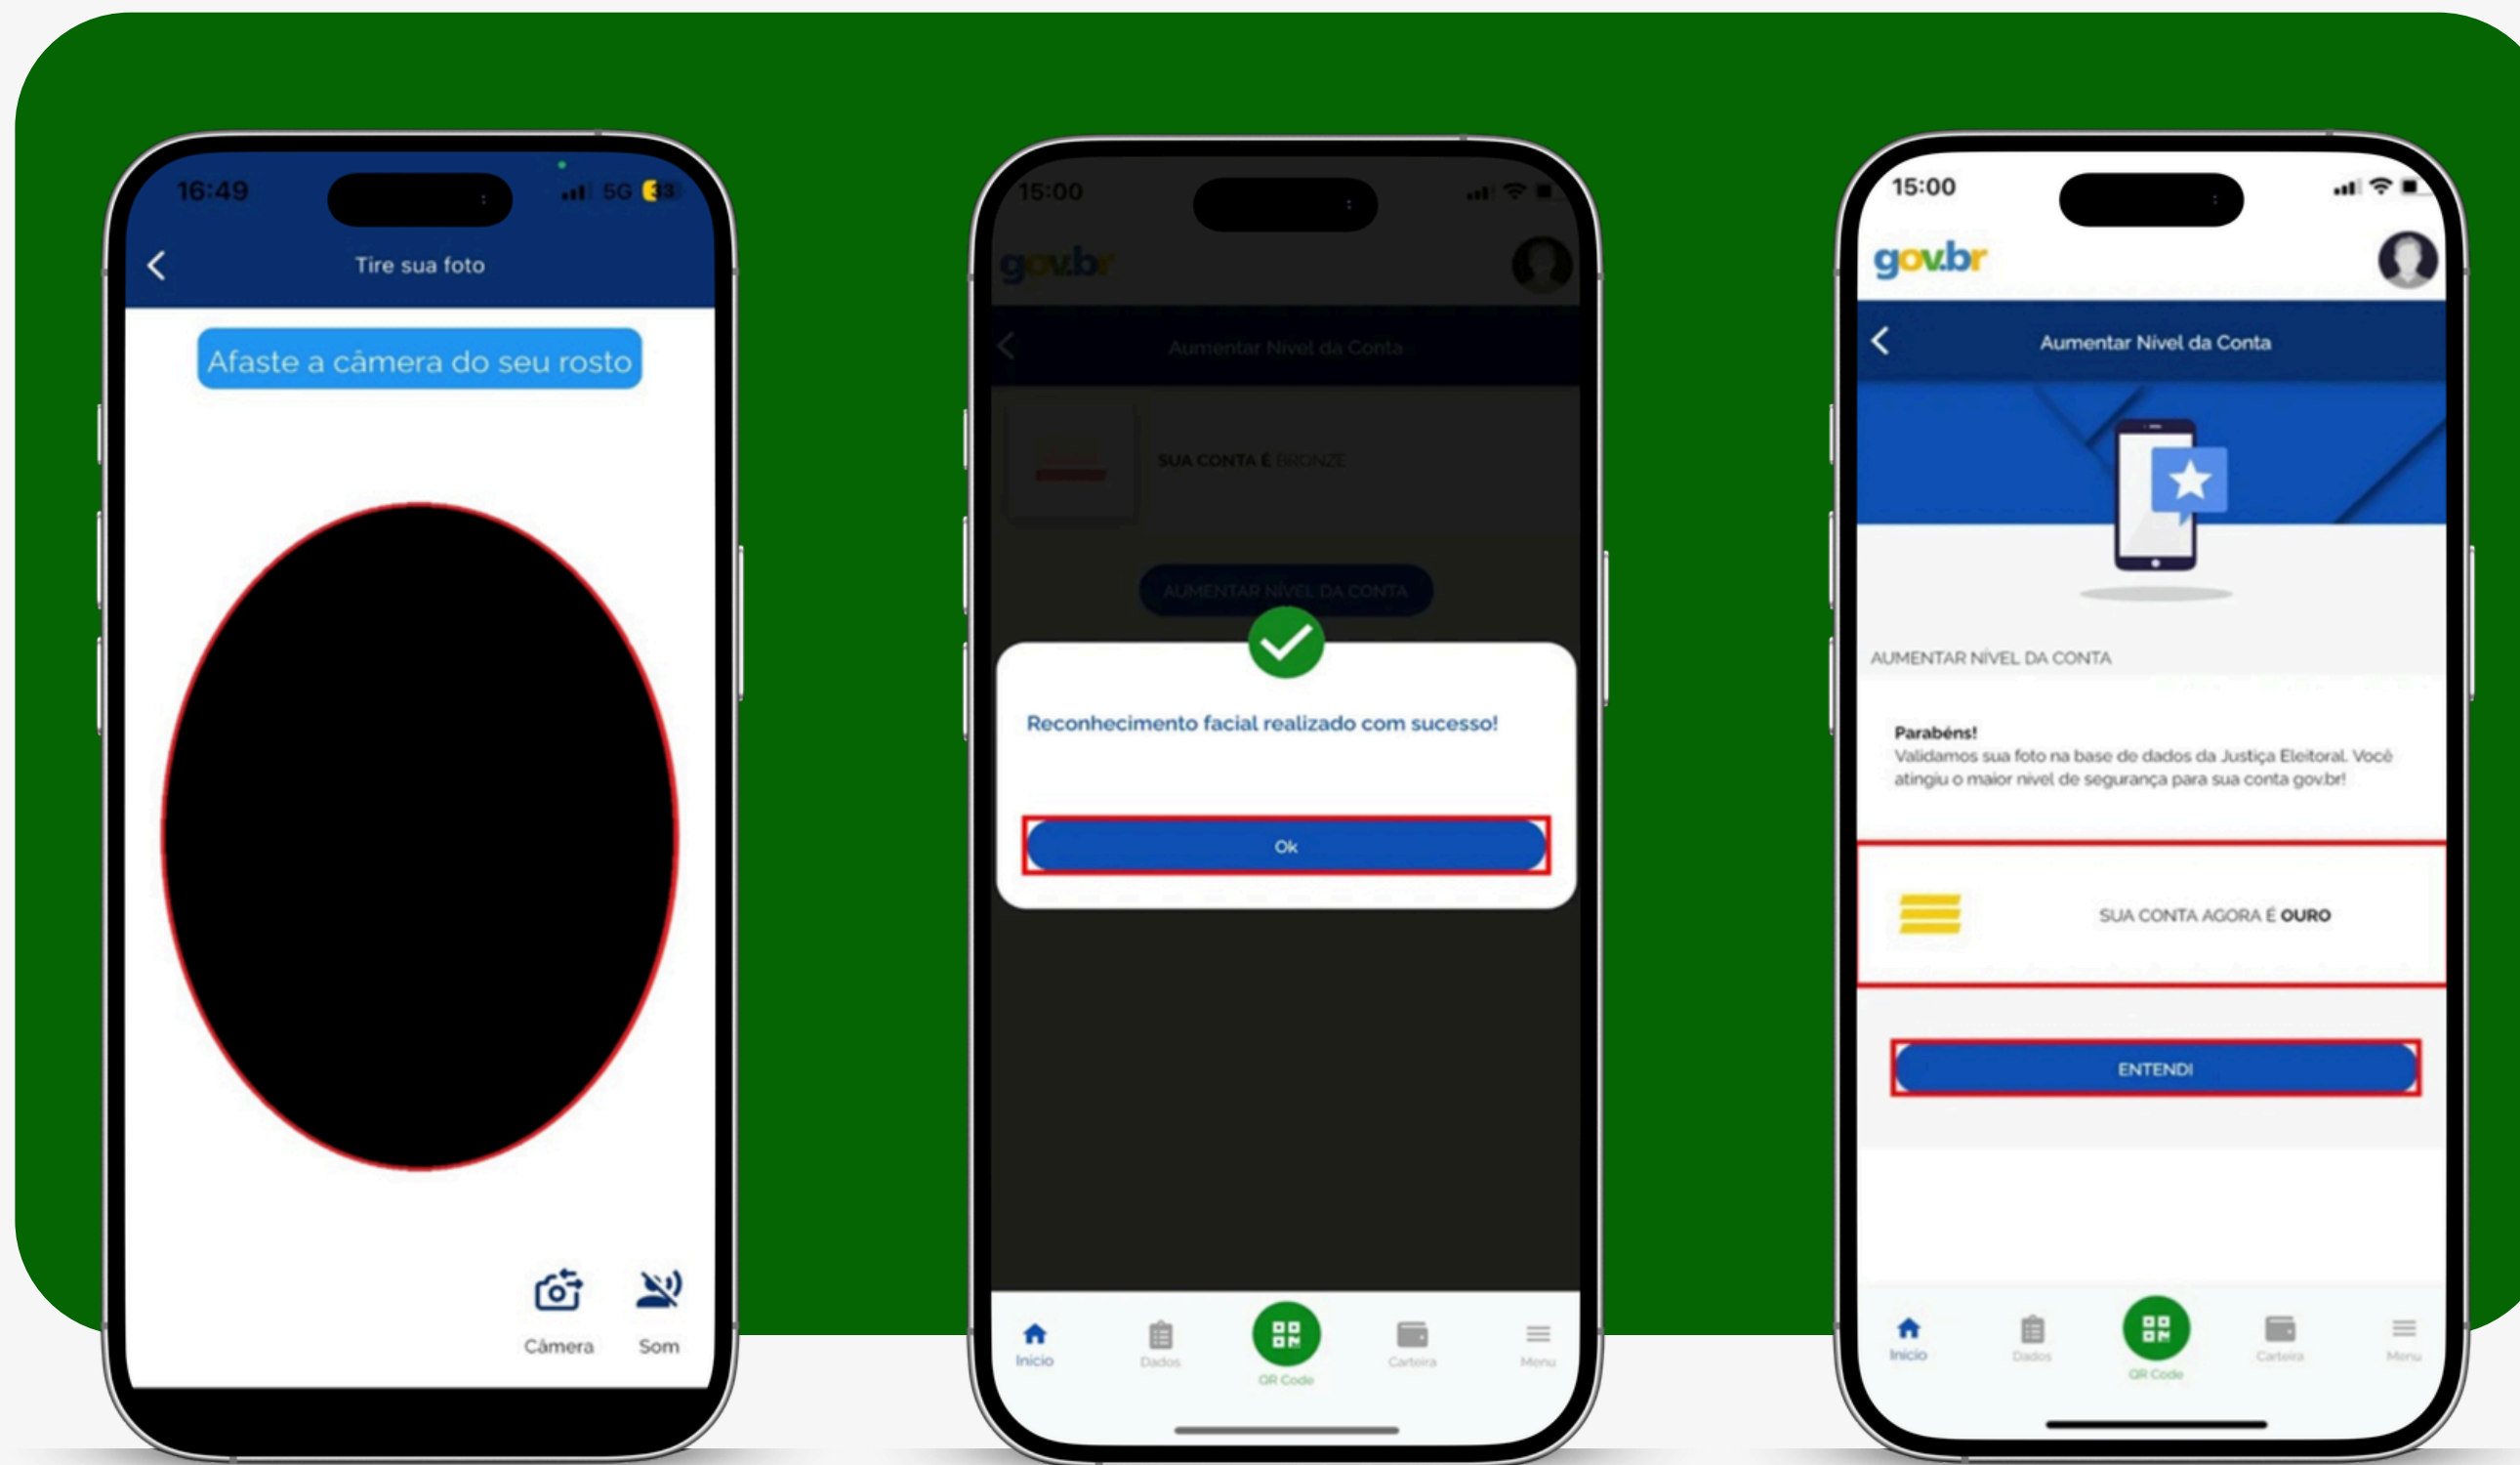 16:49
5G 33
Tire sua foto
Afaste a câmera do seu rosto
Câmera
Som
15:00
gov.br
Aumentar Nível da Conta
SUA CONTA É BRONZE
AUMENTAR NÍVEL DA CONTA
Reconhecimento facial realizado com sucesso!
Ok
Início
Dados
QR Code
Carteira
Menu
15:00
gov.br
Aumentar Nível da Conta
AUMENTAR NÍVEL DA CONTA
Parabéns!
Validamos sua foto na base de dados da Justiça Eleitoral. Você
atingiu o maior nível de segurança para sua conta gov.br!
SUA CONTA AGORA É OURO
ENTENDI
Início
Dados
QR Code
Carteira
Menu